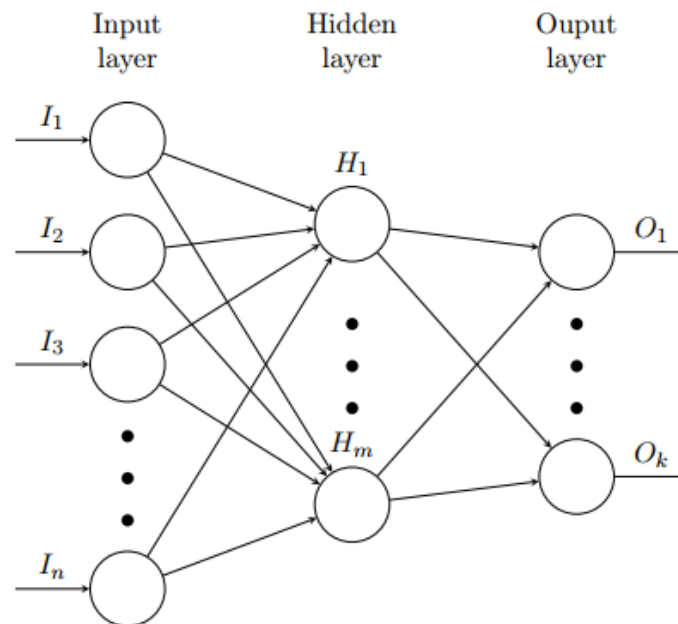 Input layer
Hidden layer
Ouput layer
I₁
I₂
I₃
Iₙ
H₁
Hₘ
O₁
Oₖ